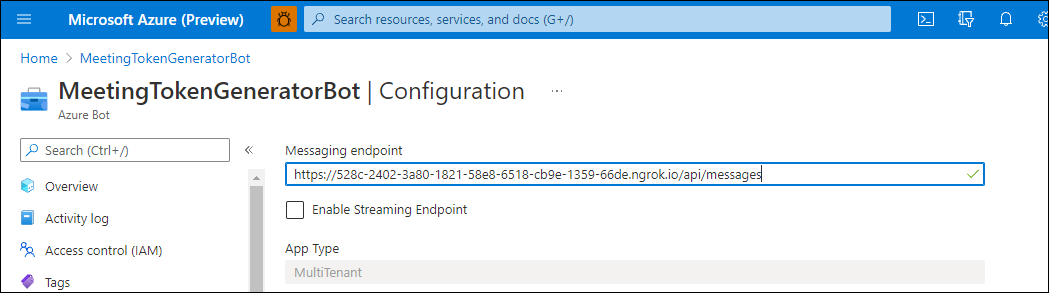 Microsoft Azure (Preview)
Search resources, services, and docs (G+/)
Home > MeetingTokenGeneratorBot
MeetingTokenGeneratorBot | Configuration ...
Azure Bot
Search (Ctrl+/)
Overview
Activity log
Access control (IAM)
Tags
Messaging endpoint
https://528c-2402-3a80-1821-58e8-6518-cb9e-1359-66de.ngrok.io/api/messages
Enable Streaming Endpoint
App Type
MultiTenant